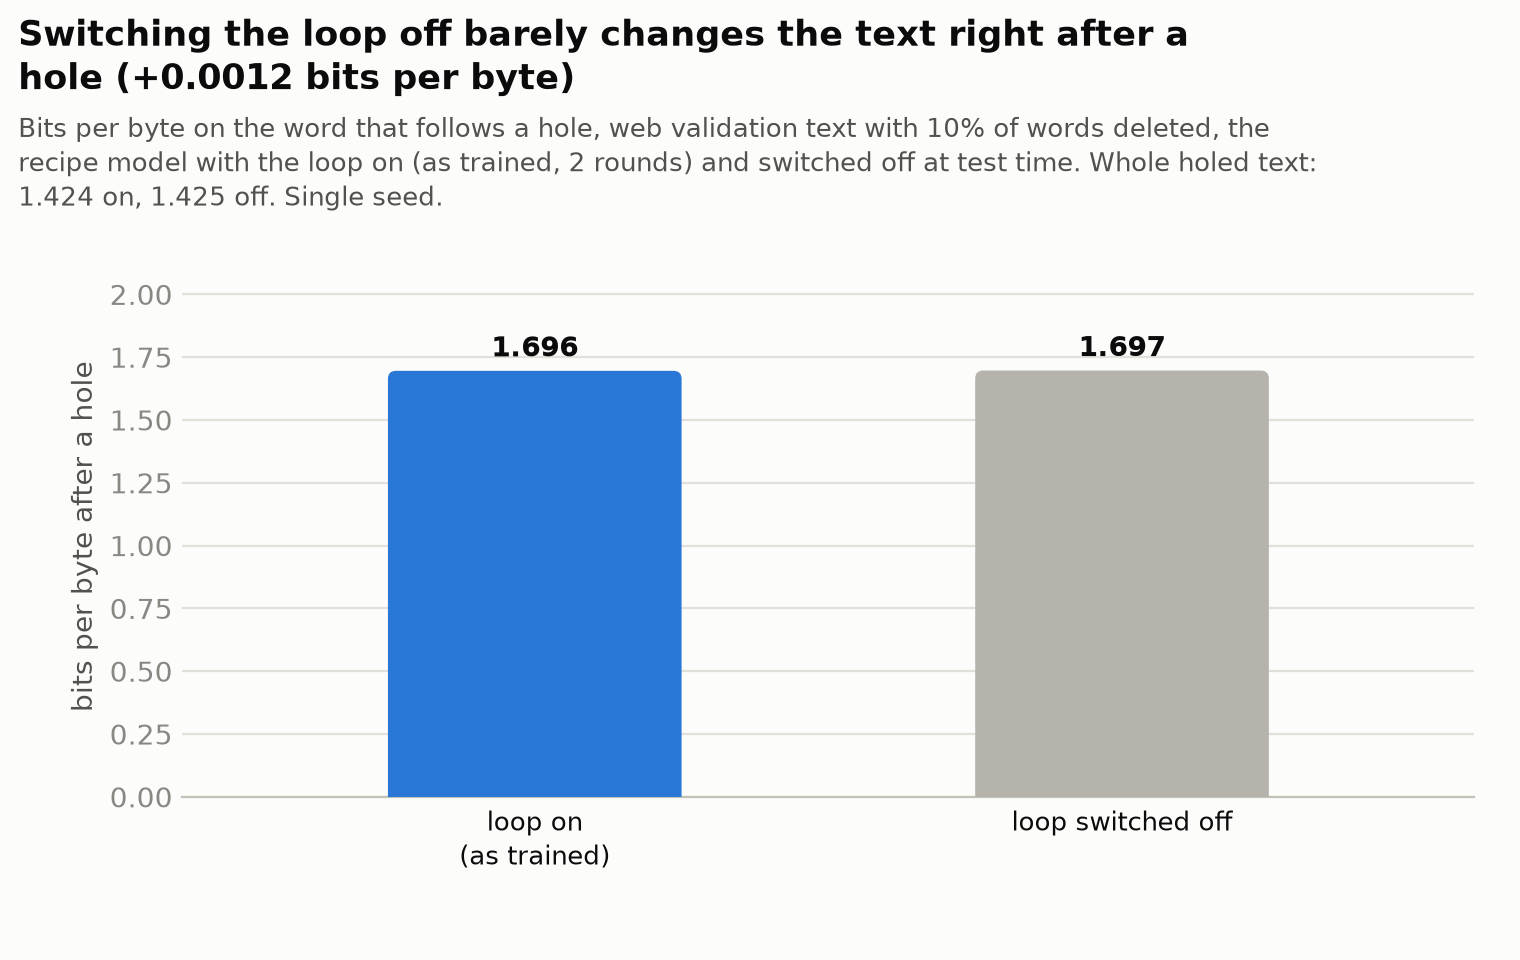 Switching the loop off barely changes the text right after a
hole (+0.0012 bits per byte)
Bits per byte on the word that follows a hole, web validation text with 10% of words deleted, the
recipe model with the loop on (as trained, 2 rounds) and switched off at test time. Whole holed text:
1.424 on, 1.425 off. Single seed.
bits per byte after a hole
2.00
1.75
1.50
1.25
1.00
0.75
0.50
0.25
0.00
1.696
1.697
loop on
(as trained)
loop switched off